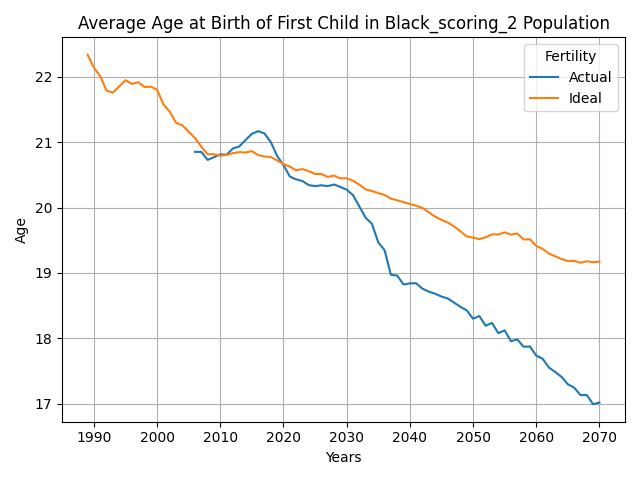 Average Age at Birth of First Child in Black_scoring_2 Population
Fertility
Actual
Ideal
Age
22
21
20
19
18
17
1990 2000 2010 2020 2030 2040 2050 2060 2070
Years